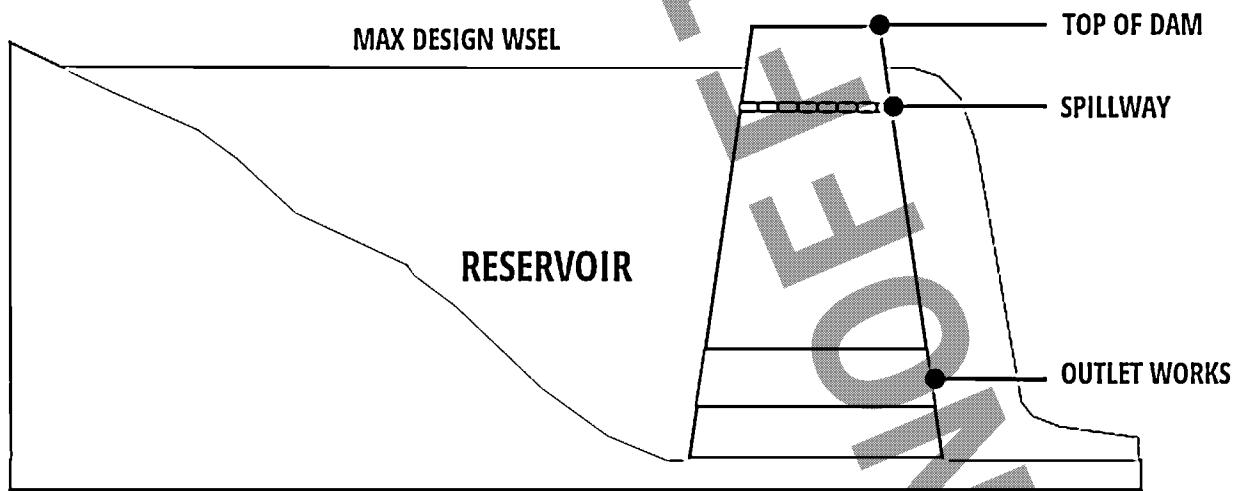 MAX DESIGN WSEL
TOP OF DAM
SPILLWAY
RESERVOIR
OUTLET WORKS